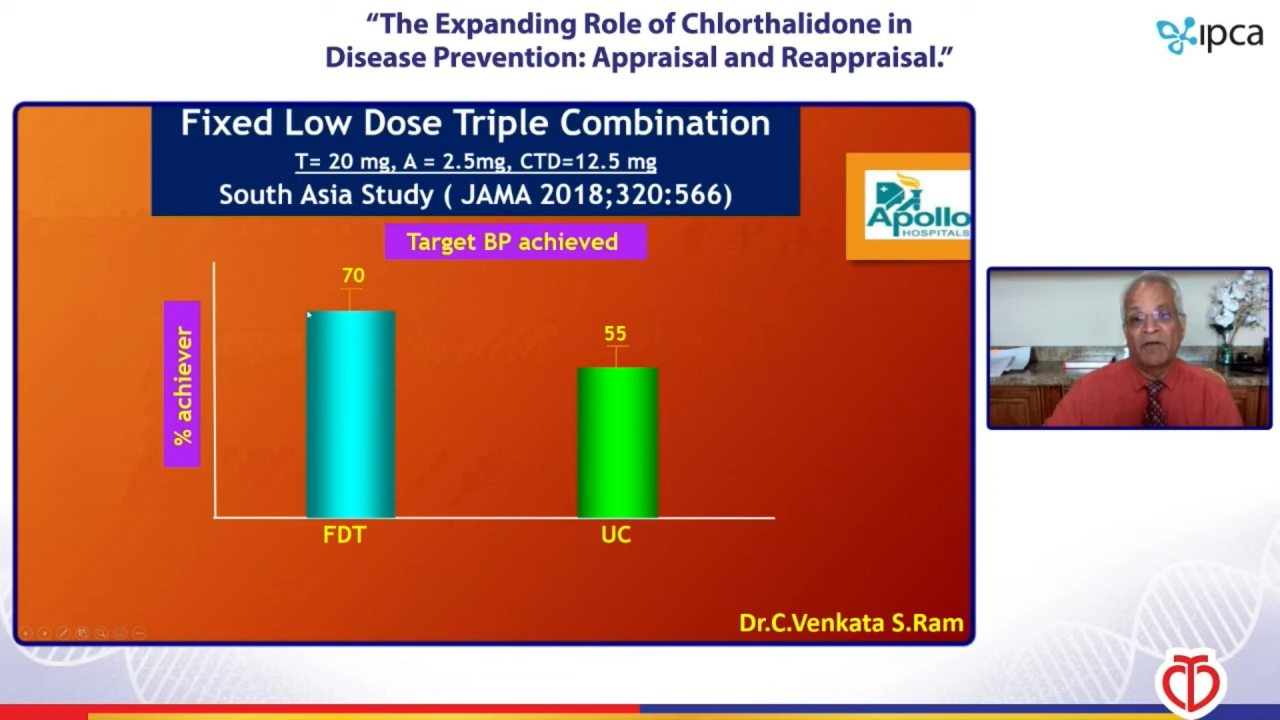 “The Expanding Role of Chlorthalidone in
Disease Prevention: Appraisal and Reappraisal.”
ipca
Fixed Low Dose Triple Combination
T= 20 mg, A = 2.5mg, CTD=12.5 mg
South Asia Study ( JAMA 2018;320:566)
Apollo
HOSPITALS
Target BP achieved
% achiever
70
55
FDT
UC
Dr.C.Venkata S.Ram